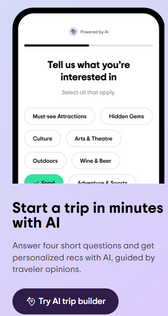 Powered by AI
Tell us what you're
interested in
Select all that apply.
Must-see Attractions
Hidden Gems
Culture
Arts & Theatre
Outdoors
Wine & Beer
Food
Adventure & Sports
Start a trip in minutes
with AI
Answer four short questions and get
personalized recs with AI, guided by
traveler opinions.
Try AI trip builder